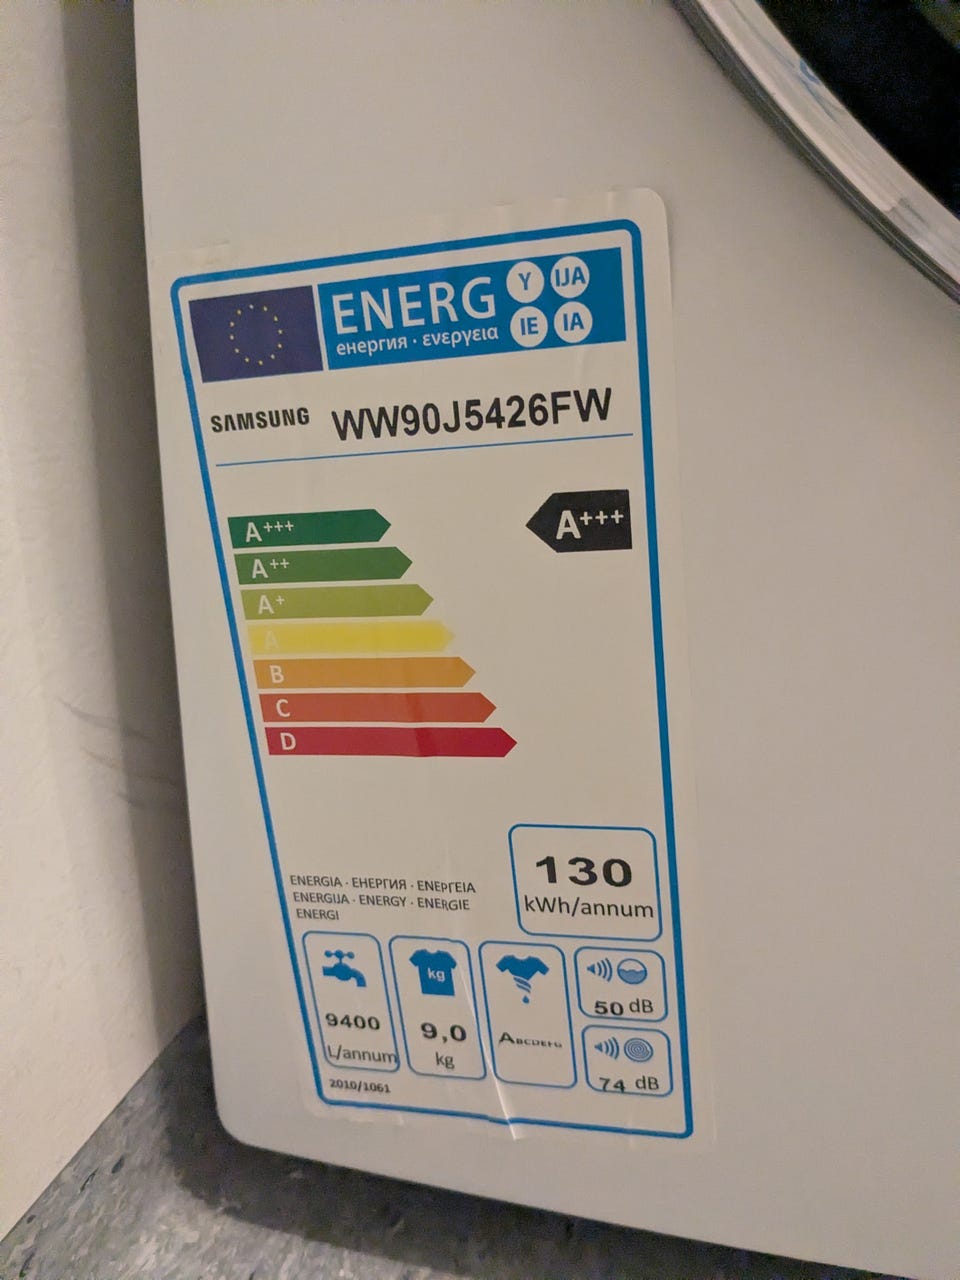 ENERG Y IJA
енергия · ενεργεια IE IA
SAMSUNG WW90J5426FW
A+++ A+++
A++
A+
A
B
C
D
130
kWh/annum
ENERGIA · ЕНЕРГИЯ · ΕΝΕΡΓΕΙΑ
ENERGIJA · ENERGY · ENERGIE
ENERGI
kg
9400
L/annum
9,0
kg
ABCDEFG
50 dB
74 dB
2010/1061